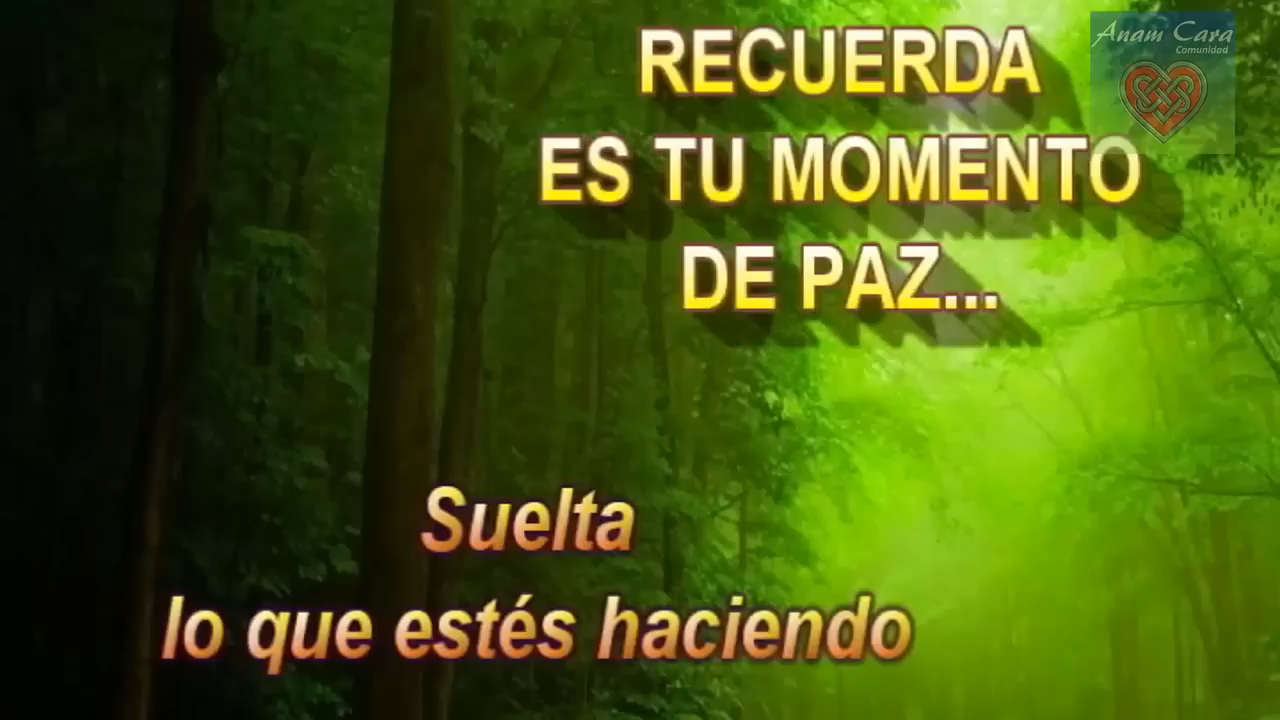 RECUERDA
ES TU MOMENTO
DE PAZ...
Anam Cara
Comunidad
Suelta
lo que estés haciendo